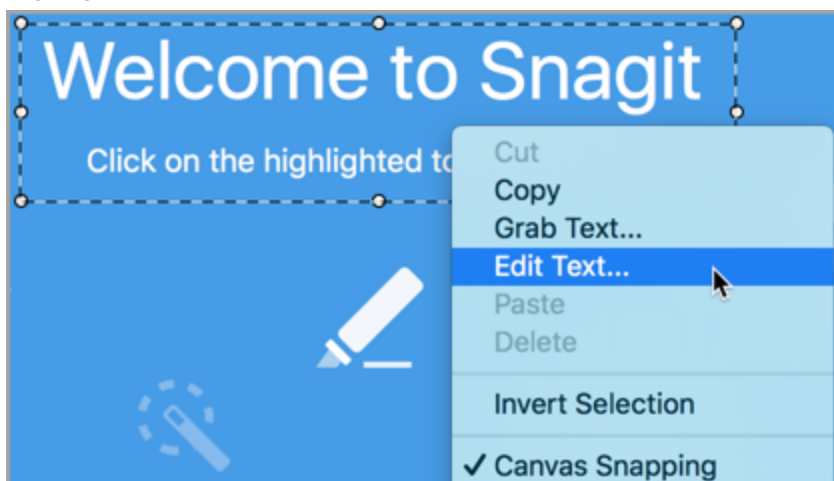 Welcome to Snagit
Click on the highlighted
Cut
Copy
Grab Text...
Edit Text...
Paste
Delete
Invert Selection
Canvas Snapping